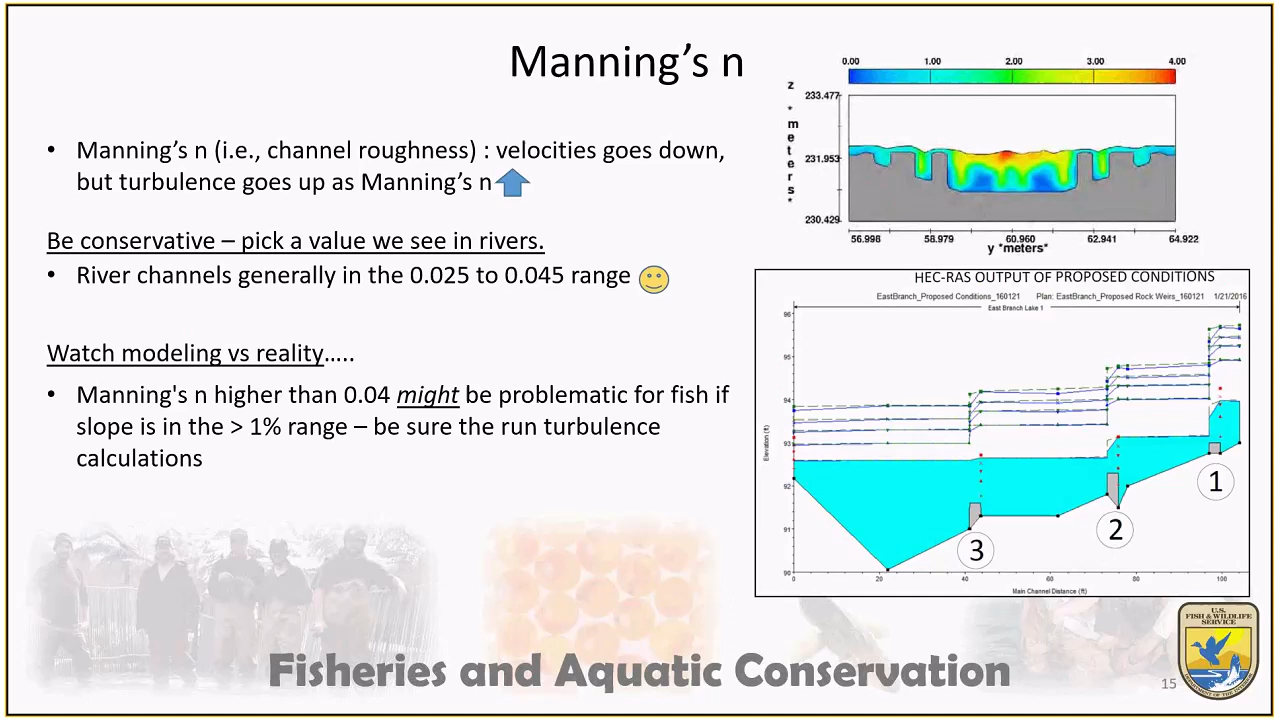 Manning's n
• Manning's n (i.e., channel roughness) : velocities goes down,
but turbulence goes up as Manning's n
Be conservative – pick a value we see in rivers.
• River channels generally in the 0.025 to 0.045 range
Watch modeling vs reality…..
• Manning's n higher than 0.04 might be problematic for fish if
slope is in the > 1% range – be sure the run turbulence
calculations
0.00 1.00 2.00 3.00 4.00
z *meters*
233.477
231.953
230.429
56.998 58.979 60.960 62.941 64.922
y *meters*
HEC-RAS OUTPUT OF PROPOSED CONDITIONS
EastBranch_Proposed Conditions_160121 Plan: EastBranch_Proposed Rock Weirs_160121 1/21/2016
East Branch Lake 1
96
95
94
93
92
91
90
Elevation (ft)
1
2
3
0 20 40 60 80 100
Main Channel Distance (ft)
Fisheries and Aquatic Conservation
15
U.S.
FISH & WILDLIFE
SERVICE
DEPARTMENT OF THE INTERIOR